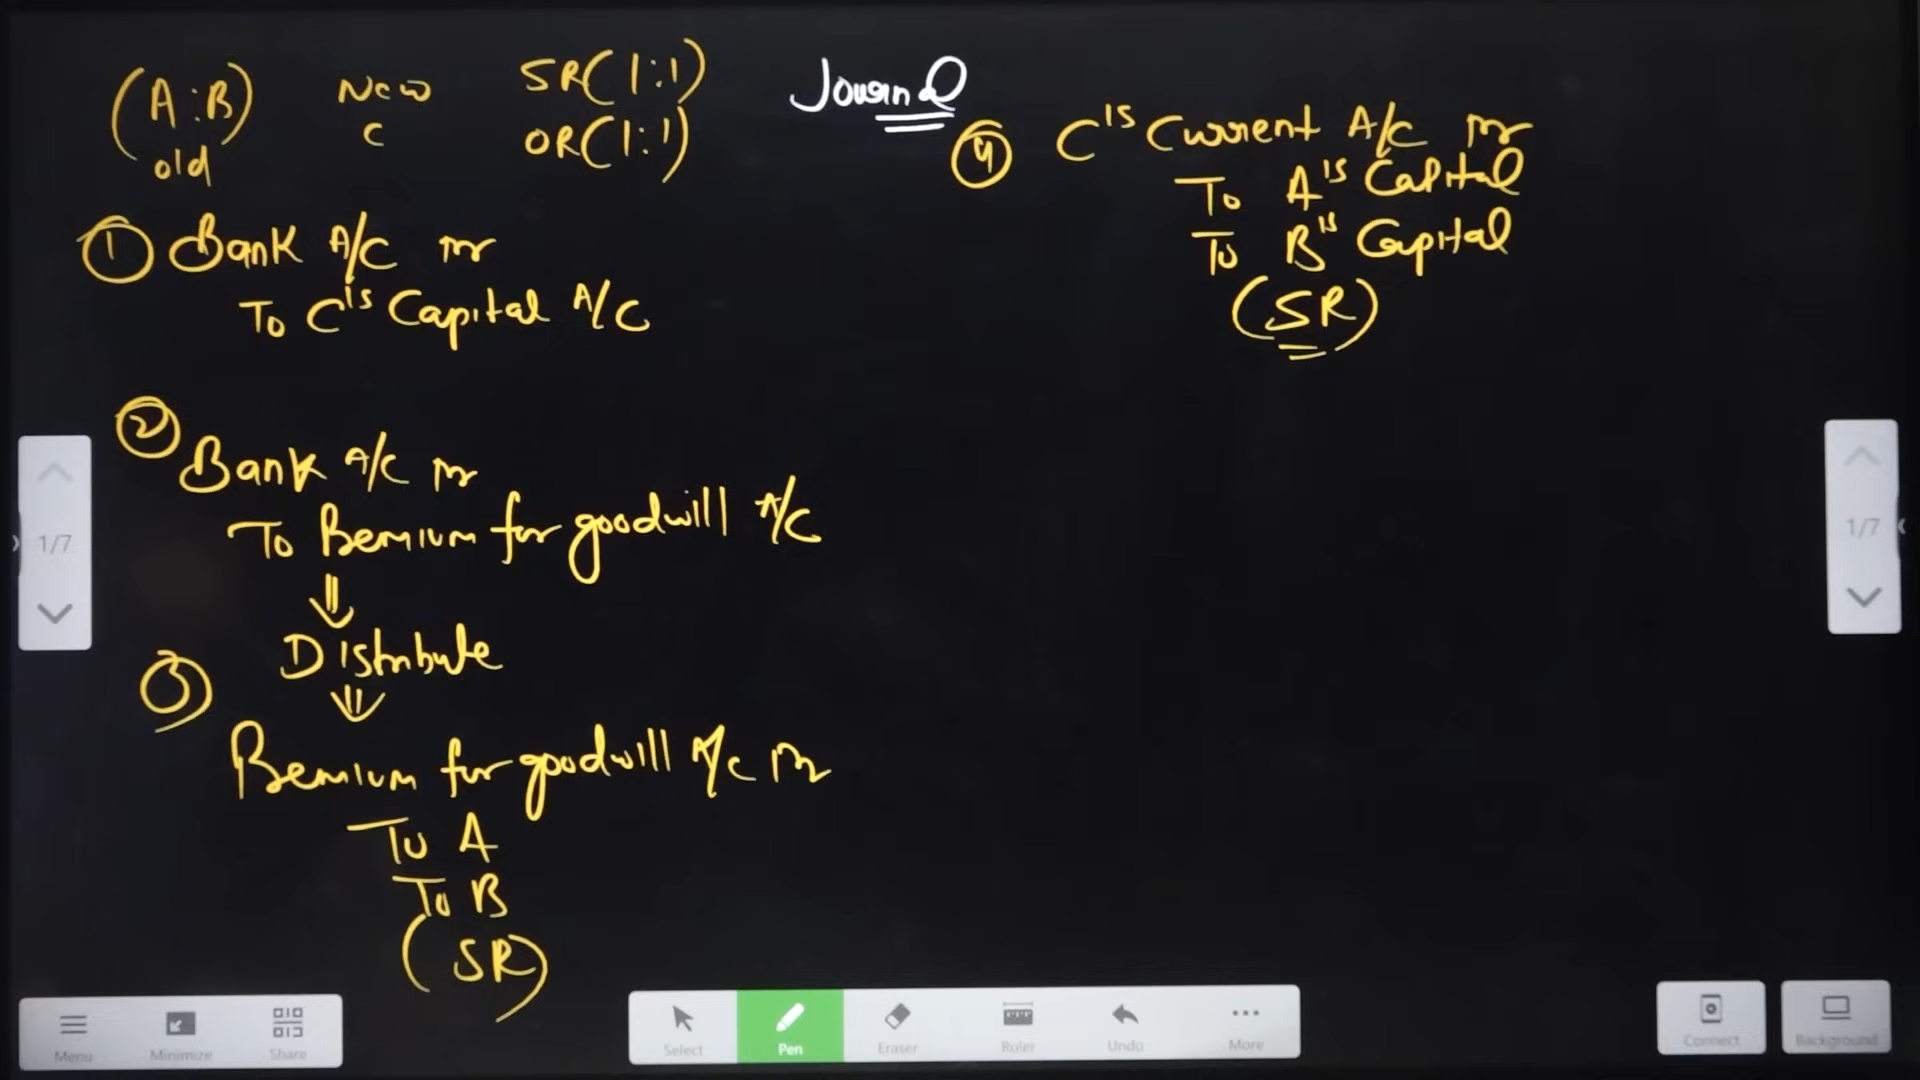 (A:B) New SR(1:1) Journal
old C OR(1:1)
① Bank A/C Dr
To C's Capital A/C
② Bank A/C Dr
To Premium for goodwill A/C
⇓
Distribute
⇓
③ Premium for goodwill A/C Dr
To A
To B
(SR)
④ C's Current A/C Dr
To A's Capital
To B's Capital
(SR)
1/7
1/7
Menu Minimize Share
Select Pen Eraser Ruler Undo More
Connect Background